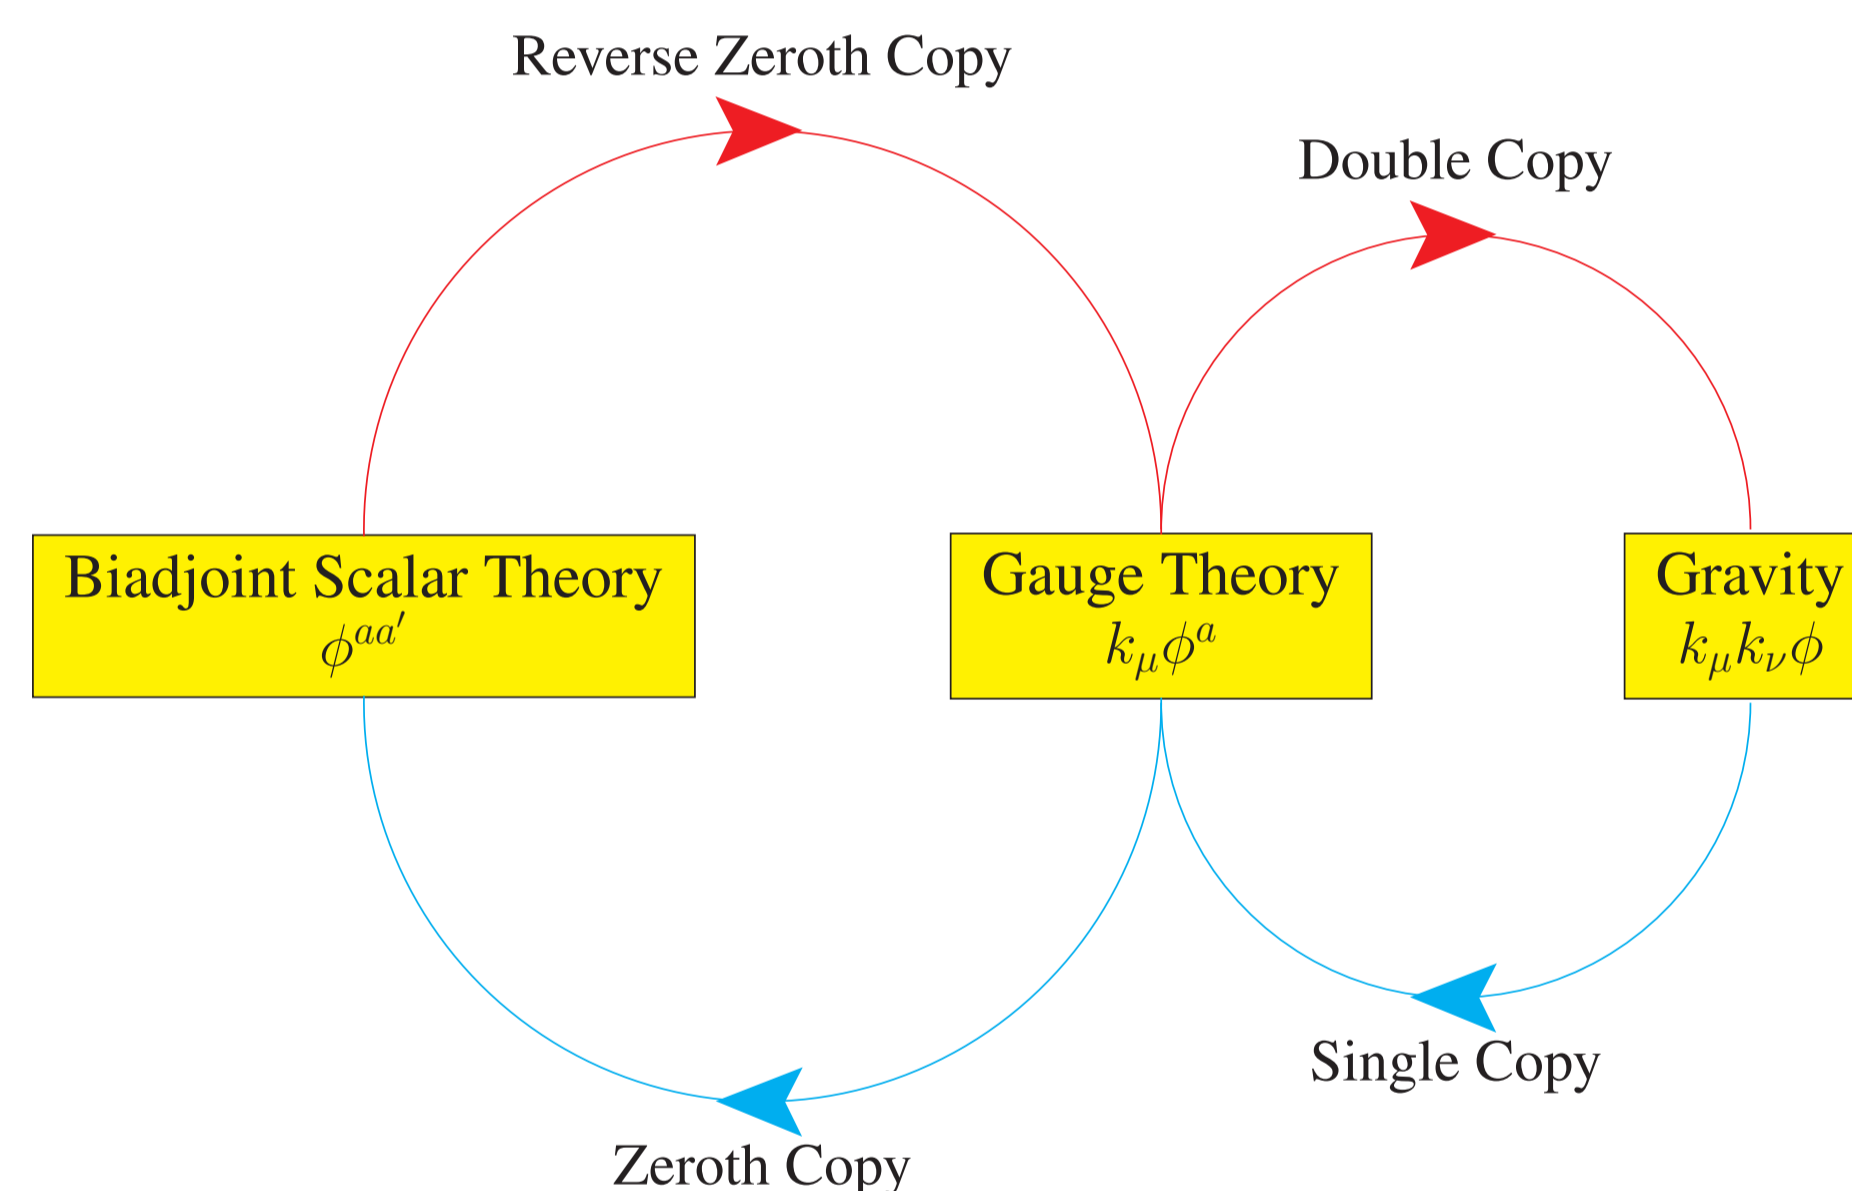 Reverse Zeroth Copy
Double Copy
Biadjoint Scalar Theory
ϕ^{aa′}
Gauge Theory
k_μϕ^a
Gravity
k_μk_νϕ
Single Copy
Zeroth Copy